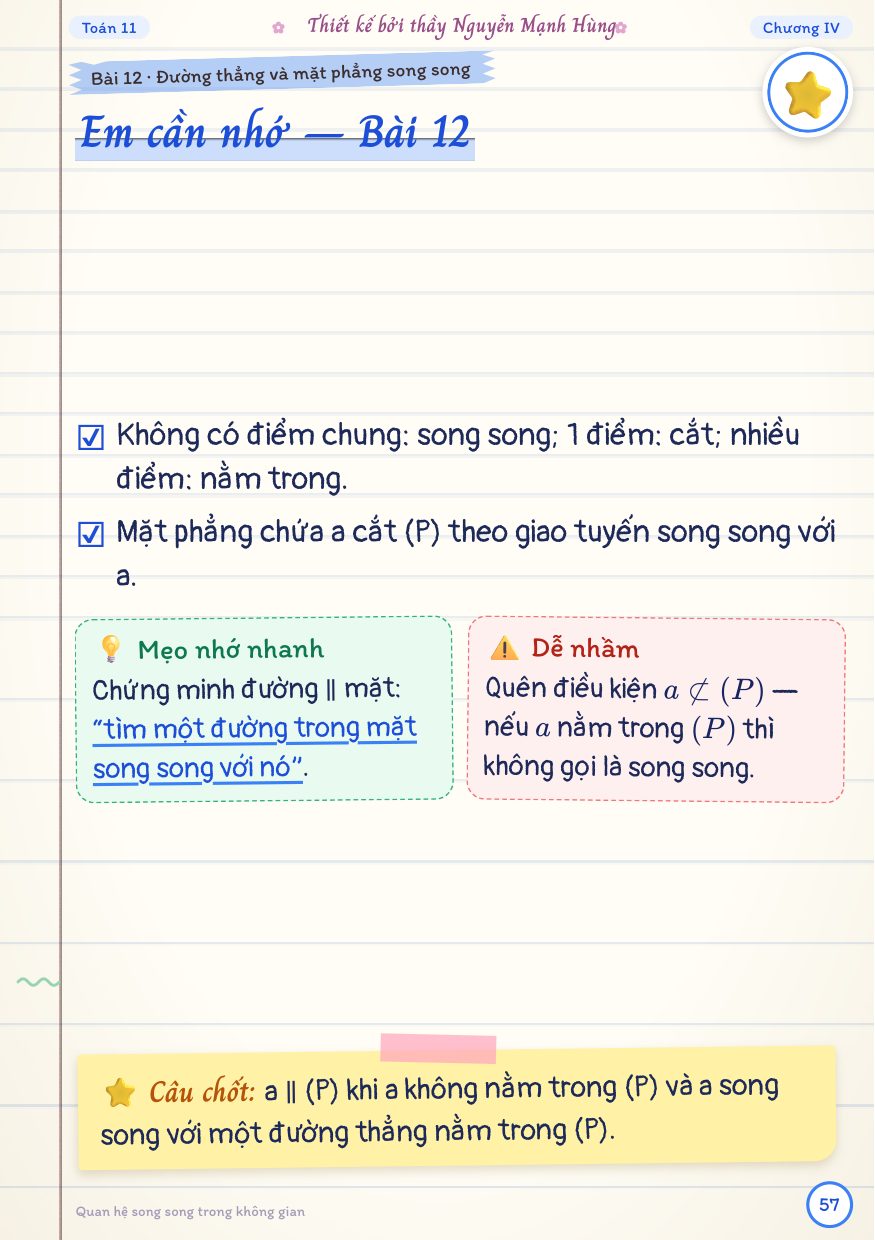 Toán 11
Thiết kế bởi thầy Nguyễn Mạnh Hùng
Chương IV
Bài 12 · Đường thẳng và mặt phẳng song song
Em cần nhớ — Bài 12
Không có điểm chung: song song; 1 điểm: cắt; nhiều
điểm: nằm trong.
Mặt phẳng chứa a cắt (P) theo giao tuyến song song với
a.
Mẹo nhớ nhanh
Chứng minh đường ∥ mặt:
“tìm một đường trong mặt
song song với nó”.
Dễ nhầm
Quên điều kiện a ⊄ (P) —
nếu a nằm trong (P) thì
không gọi là song song.
Câu chốt: a ∥ (P) khi a không nằm trong (P) và a song
song với một đường thẳng nằm trong (P).
Quan hệ song song trong không gian
57